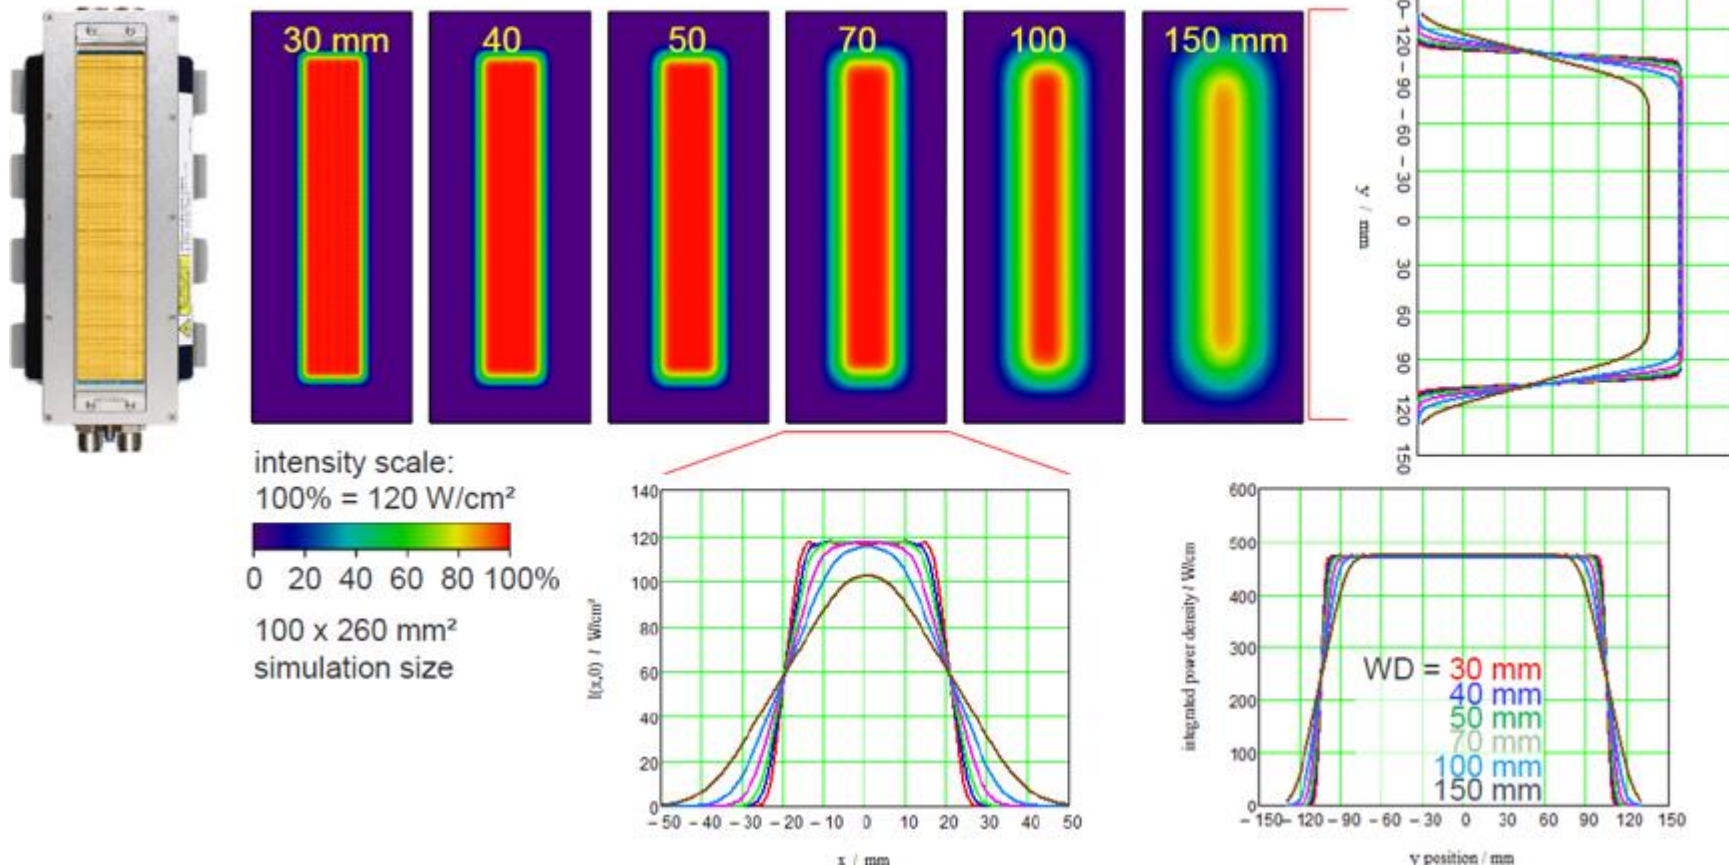 30 mm
40
50
70
100
150 mm
0
120
90
60
30
0
30
60
90
120
150
y / mm
intensity scale:
100% = 120 W/cm²
0 20 40 60 80 100%
100 x 260 mm²
simulation size
140
120
100
80
60
40
20
0
I(x,0) / W/cm²
−50 −40 −30 −20 −10 0 10 20 30 40 50
x / mm
600
500
400
300
200
100
0
integrated power density / W/cm
WD = 30 mm
40 mm
50 mm
70 mm
100 mm
150 mm
−150 −120 −90 −60 −30 0 30 60 90 120 150
y position / mm